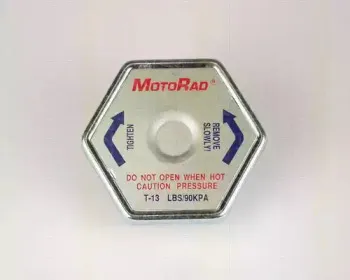 MOTORAD®
TIGHTEN
REMOVE
SLOWLY!
DO NOT OPEN WHEN HOT
CAUTION PRESSURE
T-13 LBS/90KPA